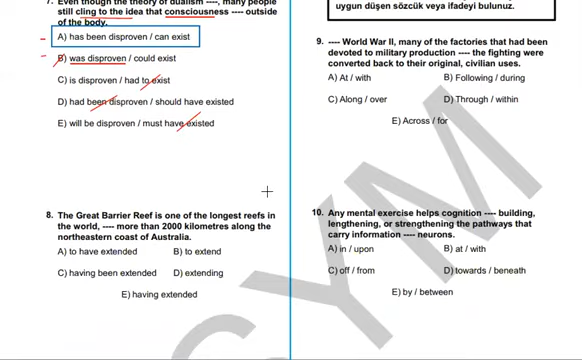 7. Even though the theory of dualism ----, many people
still cling to the idea that consciousness ---- outside
of the body.
A) has been disproven / can exist
B) was disproven / could exist
C) is disproven / had to exist
D) had been disproven / should have existed
E) will be disproven / must have existed
8. The Great Barrier Reef is one of the longest reefs in
the world, ---- more than 2000 kilometres along the
northeastern coast of Australia.
A) to have extended B) to extend
C) having been extended D) extending
E) having extended
uygun düşen sözcük veya ifadeyi bulunuz.
9. ---- World War II, many of the factories that had been
devoted to military production ---- the fighting were
converted back to their original, civilian uses.
A) At / with B) Following / during
C) Along / over D) Through / within
E) Across / for
10. Any mental exercise helps cognition ---- building,
lengthening, or strengthening the pathways that
carry information ---- neurons.
A) in / upon B) at / with
C) off / from D) towards / beneath
E) by / between
SYM